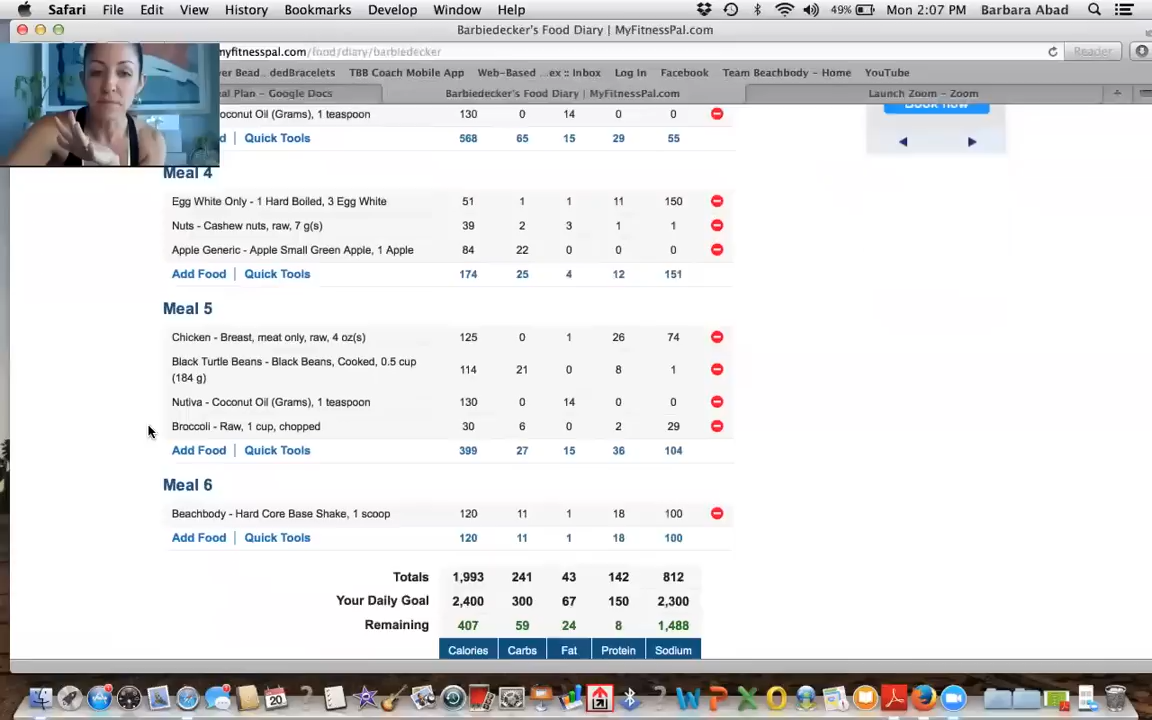 Safari File Edit View History Bookmarks Develop Window Help 49% Mon 2:07 PM Barbara Abad
Barbiedecker's Food Diary | MyFitnessPal.com
myfitnesspal.com/food/diary/barbiedecker Reader
ver Bead...dedBracelets TBB Coach Mobile App Web-Based ...ex :: Inbox Log In Facebook Team Beachbody - Home YouTube
al Plan - Google Docs Barbiedecker's Food Diary | MyFitnessPal.com Launch Zoom - Zoom +
Book now
oconut Oil (Grams), 1 teaspoon 130 0 14 0 0
d | Quick Tools 568 65 15 29 55
Meal 4
Egg White Only - 1 Hard Boiled, 3 Egg White 51 1 1 11 150
Nuts - Cashew nuts, raw, 7 g(s) 39 2 3 1 1
Apple Generic - Apple Small Green Apple, 1 Apple 84 22 0 0 0
Add Food | Quick Tools 174 25 4 12 151
Meal 5
Chicken - Breast, meat only, raw, 4 oz(s) 125 0 1 26 74
Black Turtle Beans - Black Beans, Cooked, 0.5 cup
(184 g) 114 21 0 8 1
Nutiva - Coconut Oil (Grams), 1 teaspoon 130 0 14 0 0
Broccoli - Raw, 1 cup, chopped 30 6 0 2 29
Add Food | Quick Tools 399 27 15 36 104
Meal 6
Beachbody - Hard Core Base Shake, 1 scoop 120 11 1 18 100
Add Food | Quick Tools 120 11 1 18 100
Totals 1,993 241 43 142 812
Your Daily Goal 2,400 300 67 150 2,300
Remaining 407 59 24 8 1,488
Calories Carbs Fat Protein Sodium
20